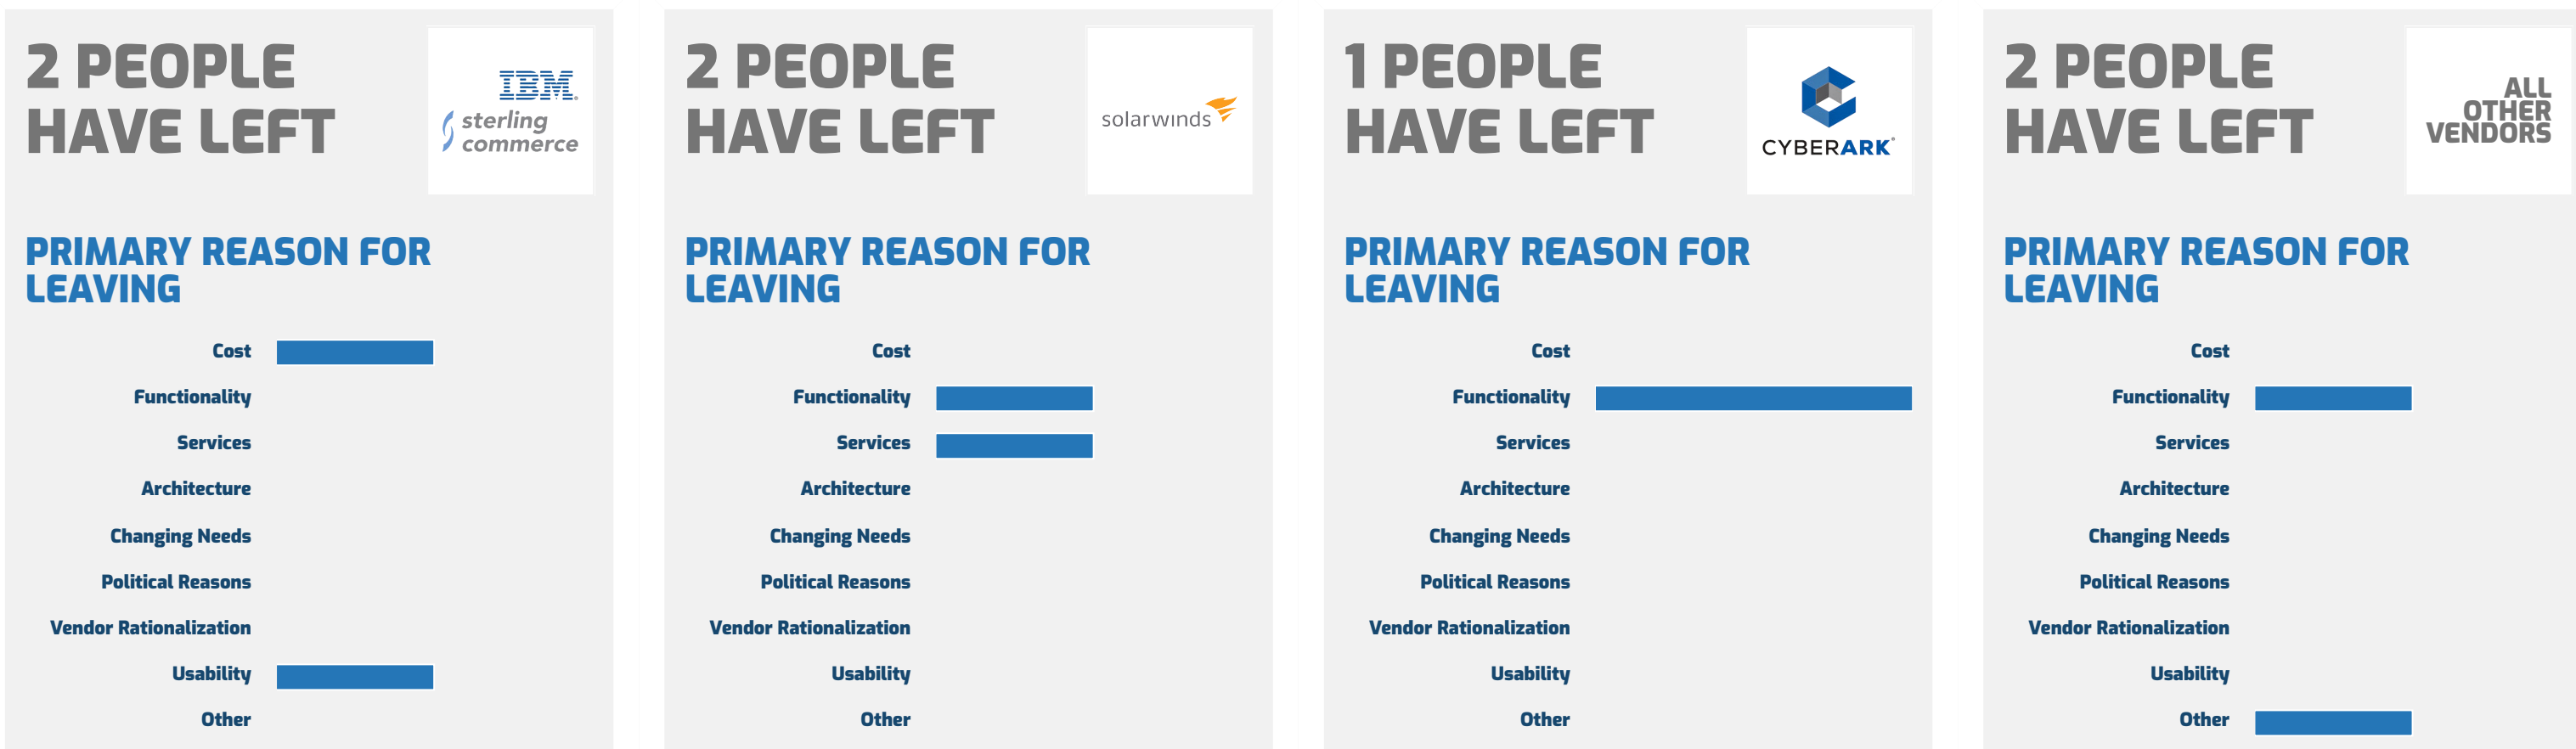 2 PEOPLE
HAVE LEFT
IBM®
sterling
commerce
PRIMARY REASON FOR
LEAVING
Cost
Functionality
Services
Architecture
Changing Needs
Political Reasons
Vendor Rationalization
Usability
Other
2 PEOPLE
HAVE LEFT
solarwinds
PRIMARY REASON FOR
LEAVING
Cost
Functionality
Services
Architecture
Changing Needs
Political Reasons
Vendor Rationalization
Usability
Other
1 PEOPLE
HAVE LEFT
CYBERARK®
PRIMARY REASON FOR
LEAVING
Cost
Functionality
Services
Architecture
Changing Needs
Political Reasons
Vendor Rationalization
Usability
Other
2 PEOPLE
HAVE LEFT
ALL
OTHER
VENDORS
PRIMARY REASON FOR
LEAVING
Cost
Functionality
Services
Architecture
Changing Needs
Political Reasons
Vendor Rationalization
Usability
Other